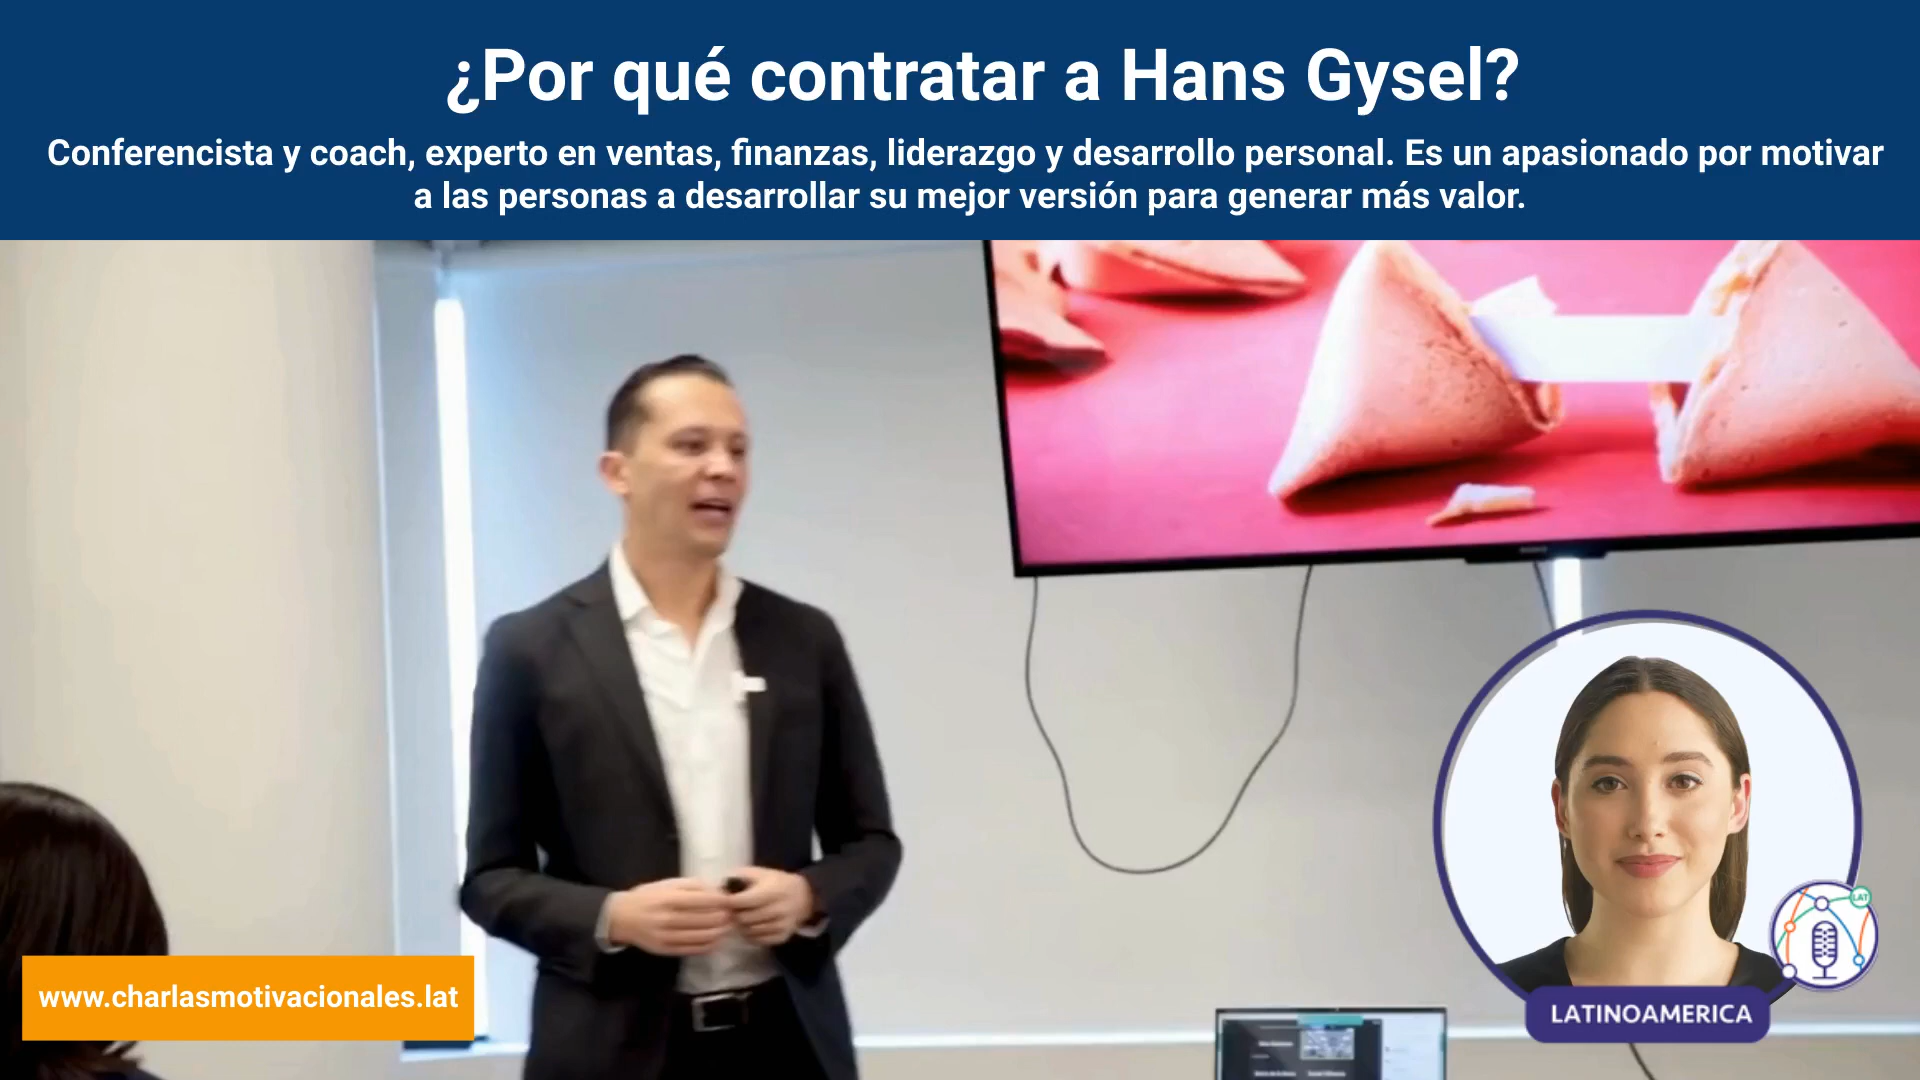 ¿Por qué contratar a Hans Gysel?
Conferencista y coach, experto en ventas, finanzas, liderazgo y desarrollo personal. Es un apasionado por motivar
a las personas a desarrollar su mejor versión para generar más valor.
www.charlasmotivacionales.lat
LAT
LATINOAMERICA